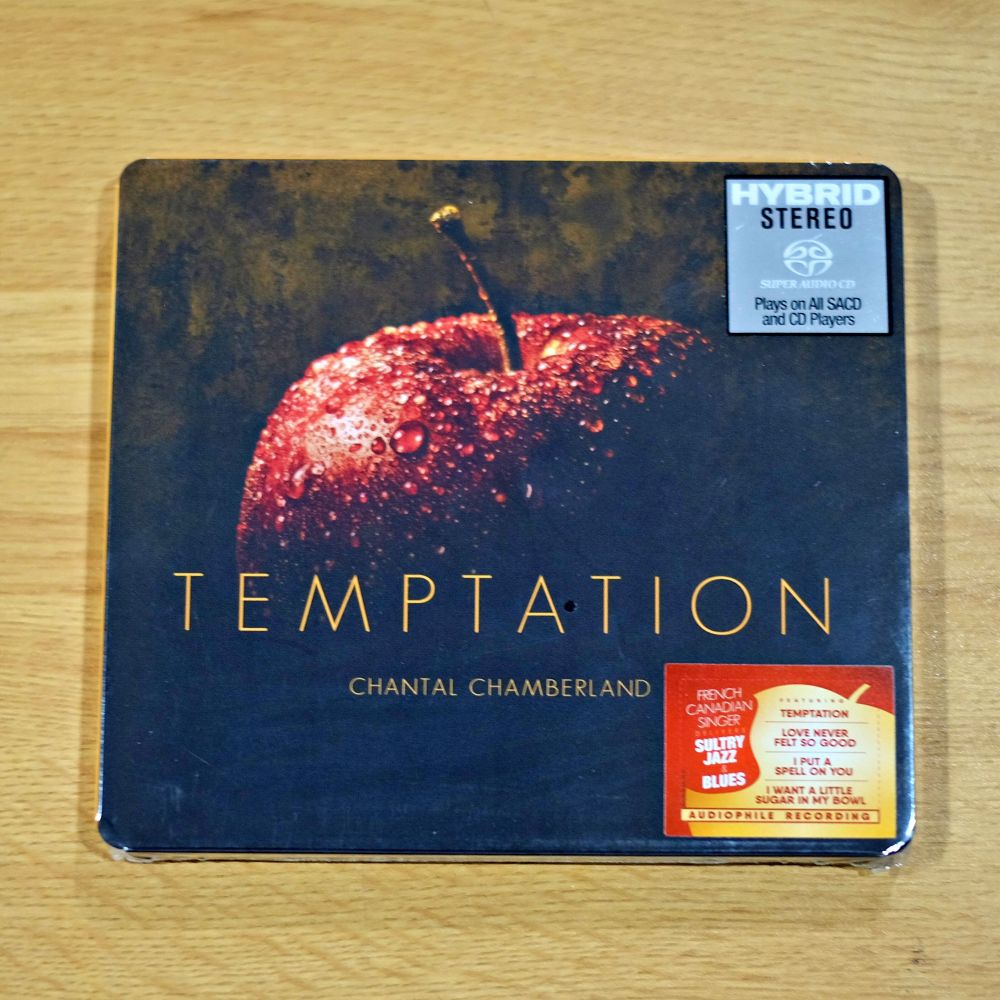 HYBRID
STEREO
SUPER AUDIO CD
Plays on All SACD
and CD Players
TEMPTATION
CHANTAL CHAMBERLAND
FRENCH
CANADIAN
SINGER
DELIVERS
SULTRY
JAZZ
&
BLUES
FEATURING
TEMPTATION
LOVE NEVER
FELT SO GOOD
I PUT A
SPELL ON YOU
I WANT A LITTLE
SUGAR IN MY BOWL
AUDIOPHILE RECORDING